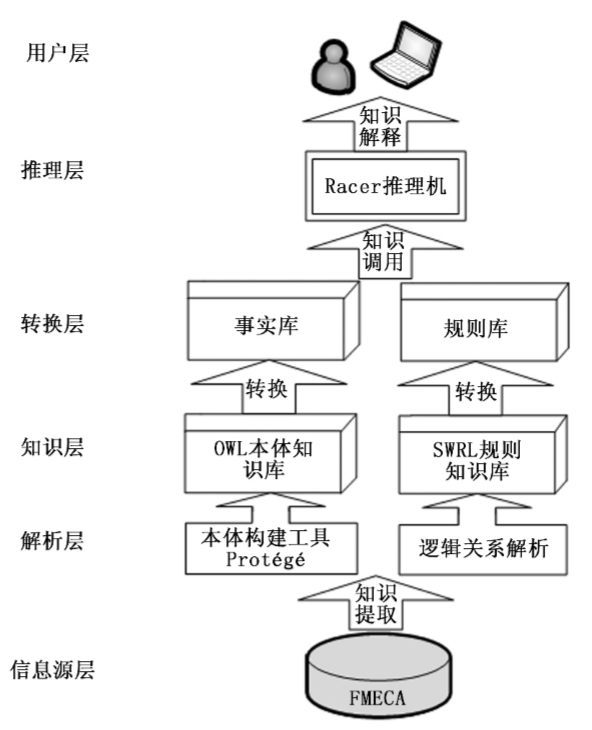 用户层
知识
解释
推理层
Racer推理机
知识
调用
转换层
事实库
规则库
转换
转换
知识层
OWL本体知
识库
SWRL规则
知识库
解析层
本体构建工具
Protégé
逻辑关系解析
知识
提取
信息源层
FMECA